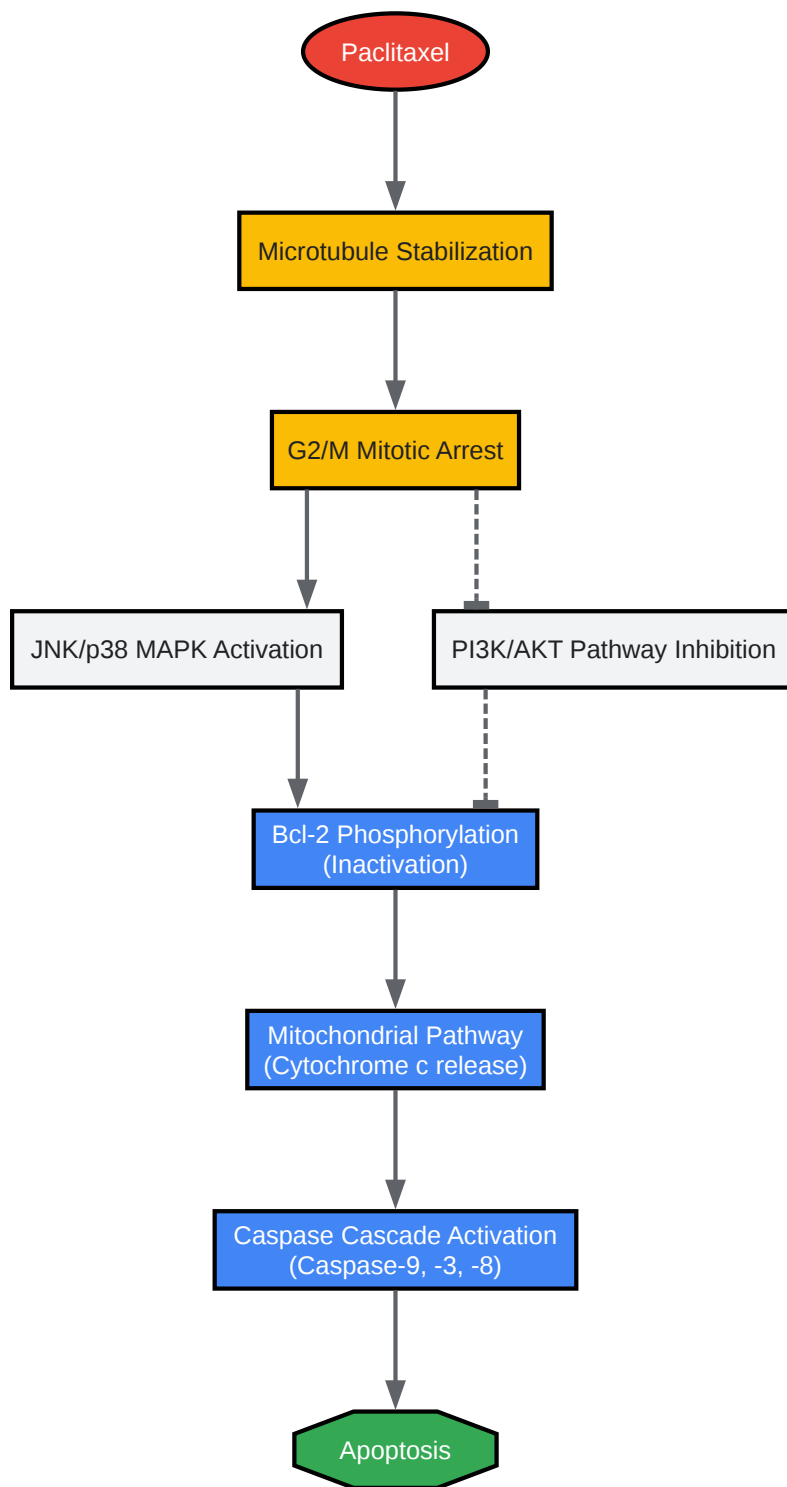 Paclitaxel
Microtubule Stabilization
G2/M Mitotic Arrest
JNK/p38 MAPK Activation
PI3K/AKT Pathway Inhibition
Bcl-2 Phosphorylation
(Inactivation)
Mitochondrial Pathway
(Cytochrome c release)
Caspase Cascade Activation
(Caspase-9, -3, -8)
Apoptosis